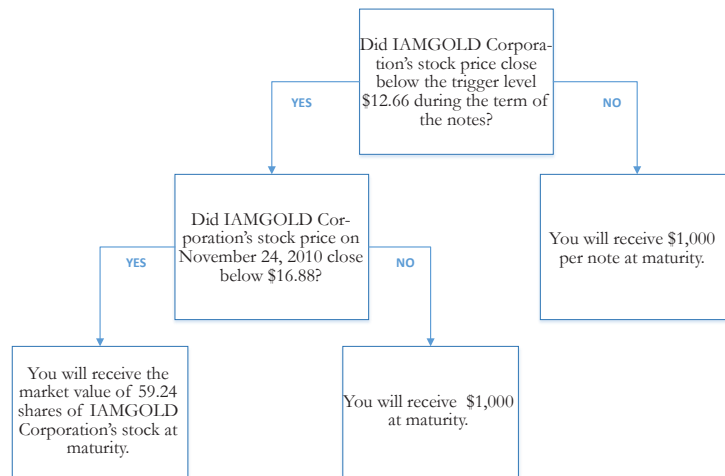 Did IAMGOLD Corpora-
tion's stock price close
below the trigger level
$12.66 during the term of
the notes?
YES
NO
Did IAMGOLD Cor-
poration's stock price on
November 24, 2010 close
below $16.88?
You will receive $1,000
per note at maturity.
YES
NO
You will receive the
market value of 59.24
shares of IAMGOLD
Corporation's stock at
maturity.
You will receive $1,000
at maturity.